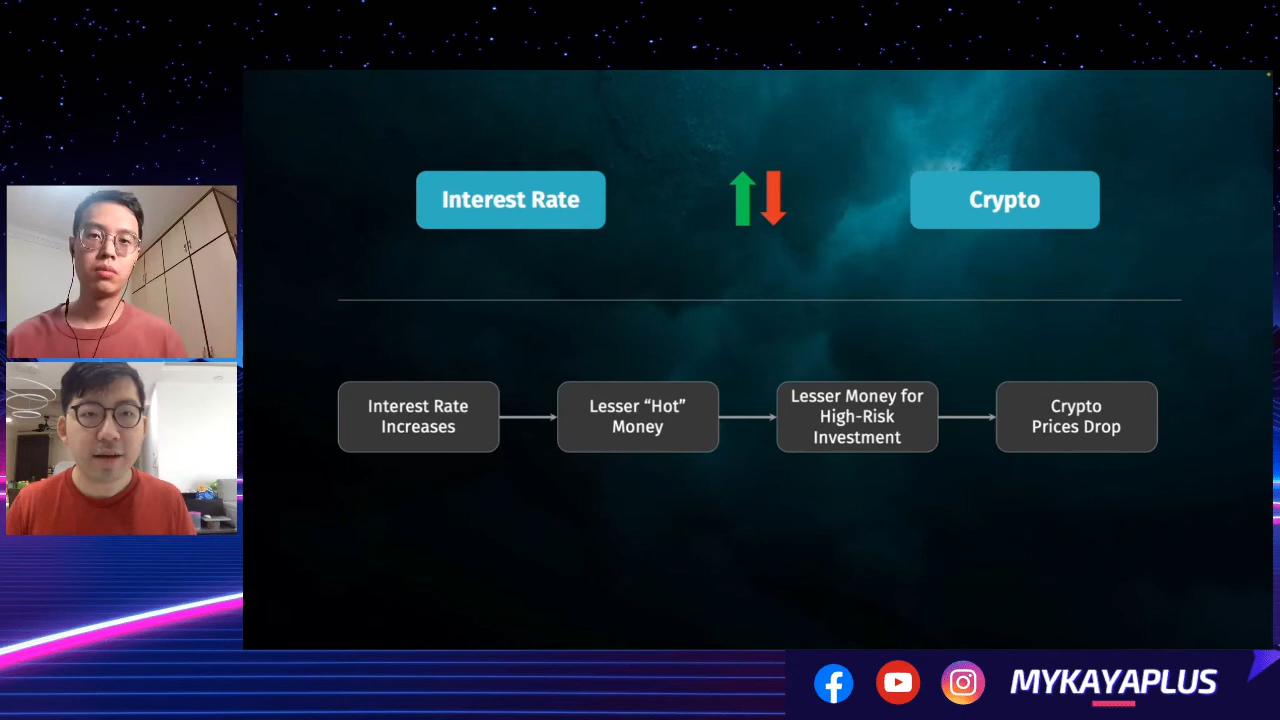 Interest Rate
Crypto
Interest Rate
Increases
Lesser “Hot”
Money
Lesser Money for
High-Risk
Investment
Crypto
Prices Drop
MYKAYAPLUS